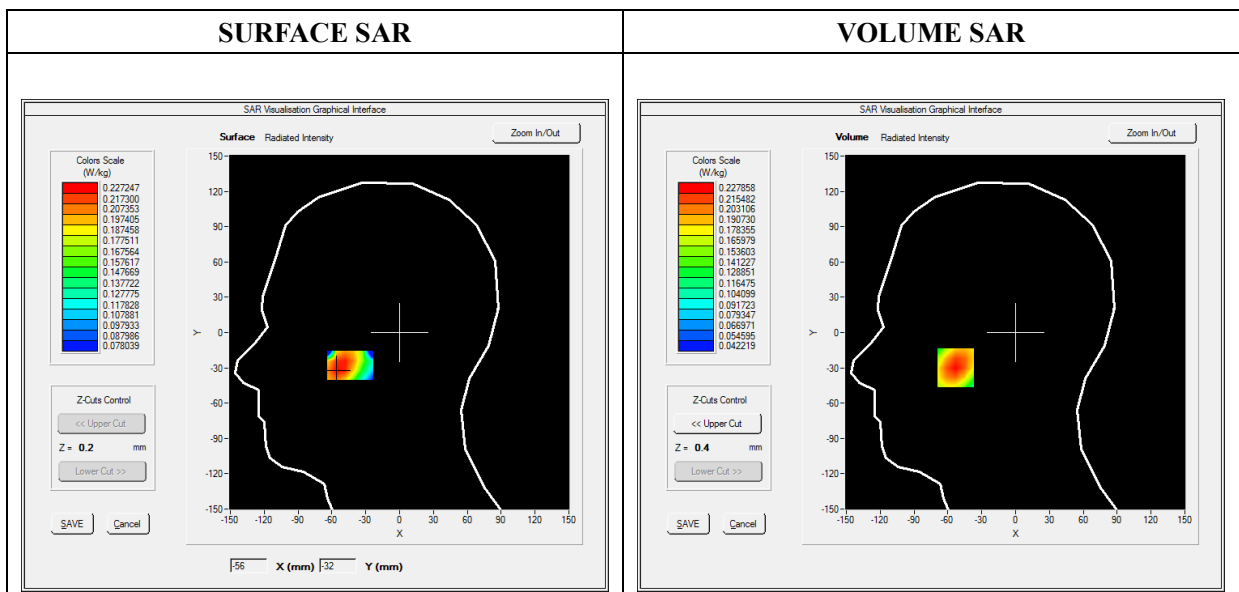 SURFACE SAR
VOLUME SAR
SAR Visualisation Graphical Interface
Surface Radiated Intensity
Zoom In/Out
Colors Scale
(W/kg)
0.227247
0.217300
0.207353
0.197405
0.187458
0.177511
0.167564
0.157617
0.147669
0.137722
0.127775
0.117828
0.107881
0.097933
0.087986
0.078039
Z-Cuts Control
<< Upper Cut
Z = 0.2 mm
Lower Cut >>
SAVE Cancel
150
120
90
60
30
0
-30
-60
-90
-120
-150
Y
-150 -120 -90 -60 -30 0 30 60 90 120 150
X
-56 X (mm) -32 Y (mm)
SAR Visualisation Graphical Interface
Volume Radiated Intensity
Zoom In/Out
Colors Scale
(W/kg)
0.227858
0.215482
0.203106
0.190730
0.178355
0.165979
0.153603
0.141227
0.128851
0.116475
0.104099
0.091723
0.079347
0.066971
0.054595
0.042219
Z-Cuts Control
<< Upper Cut
Z = 0.4 mm
Lower Cut >>
SAVE Cancel
150
120
90
60
30
0
-30
-60
-90
-120
-150
Y
-150 -120 -90 -60 -30 0 30 60 90 120 150
X